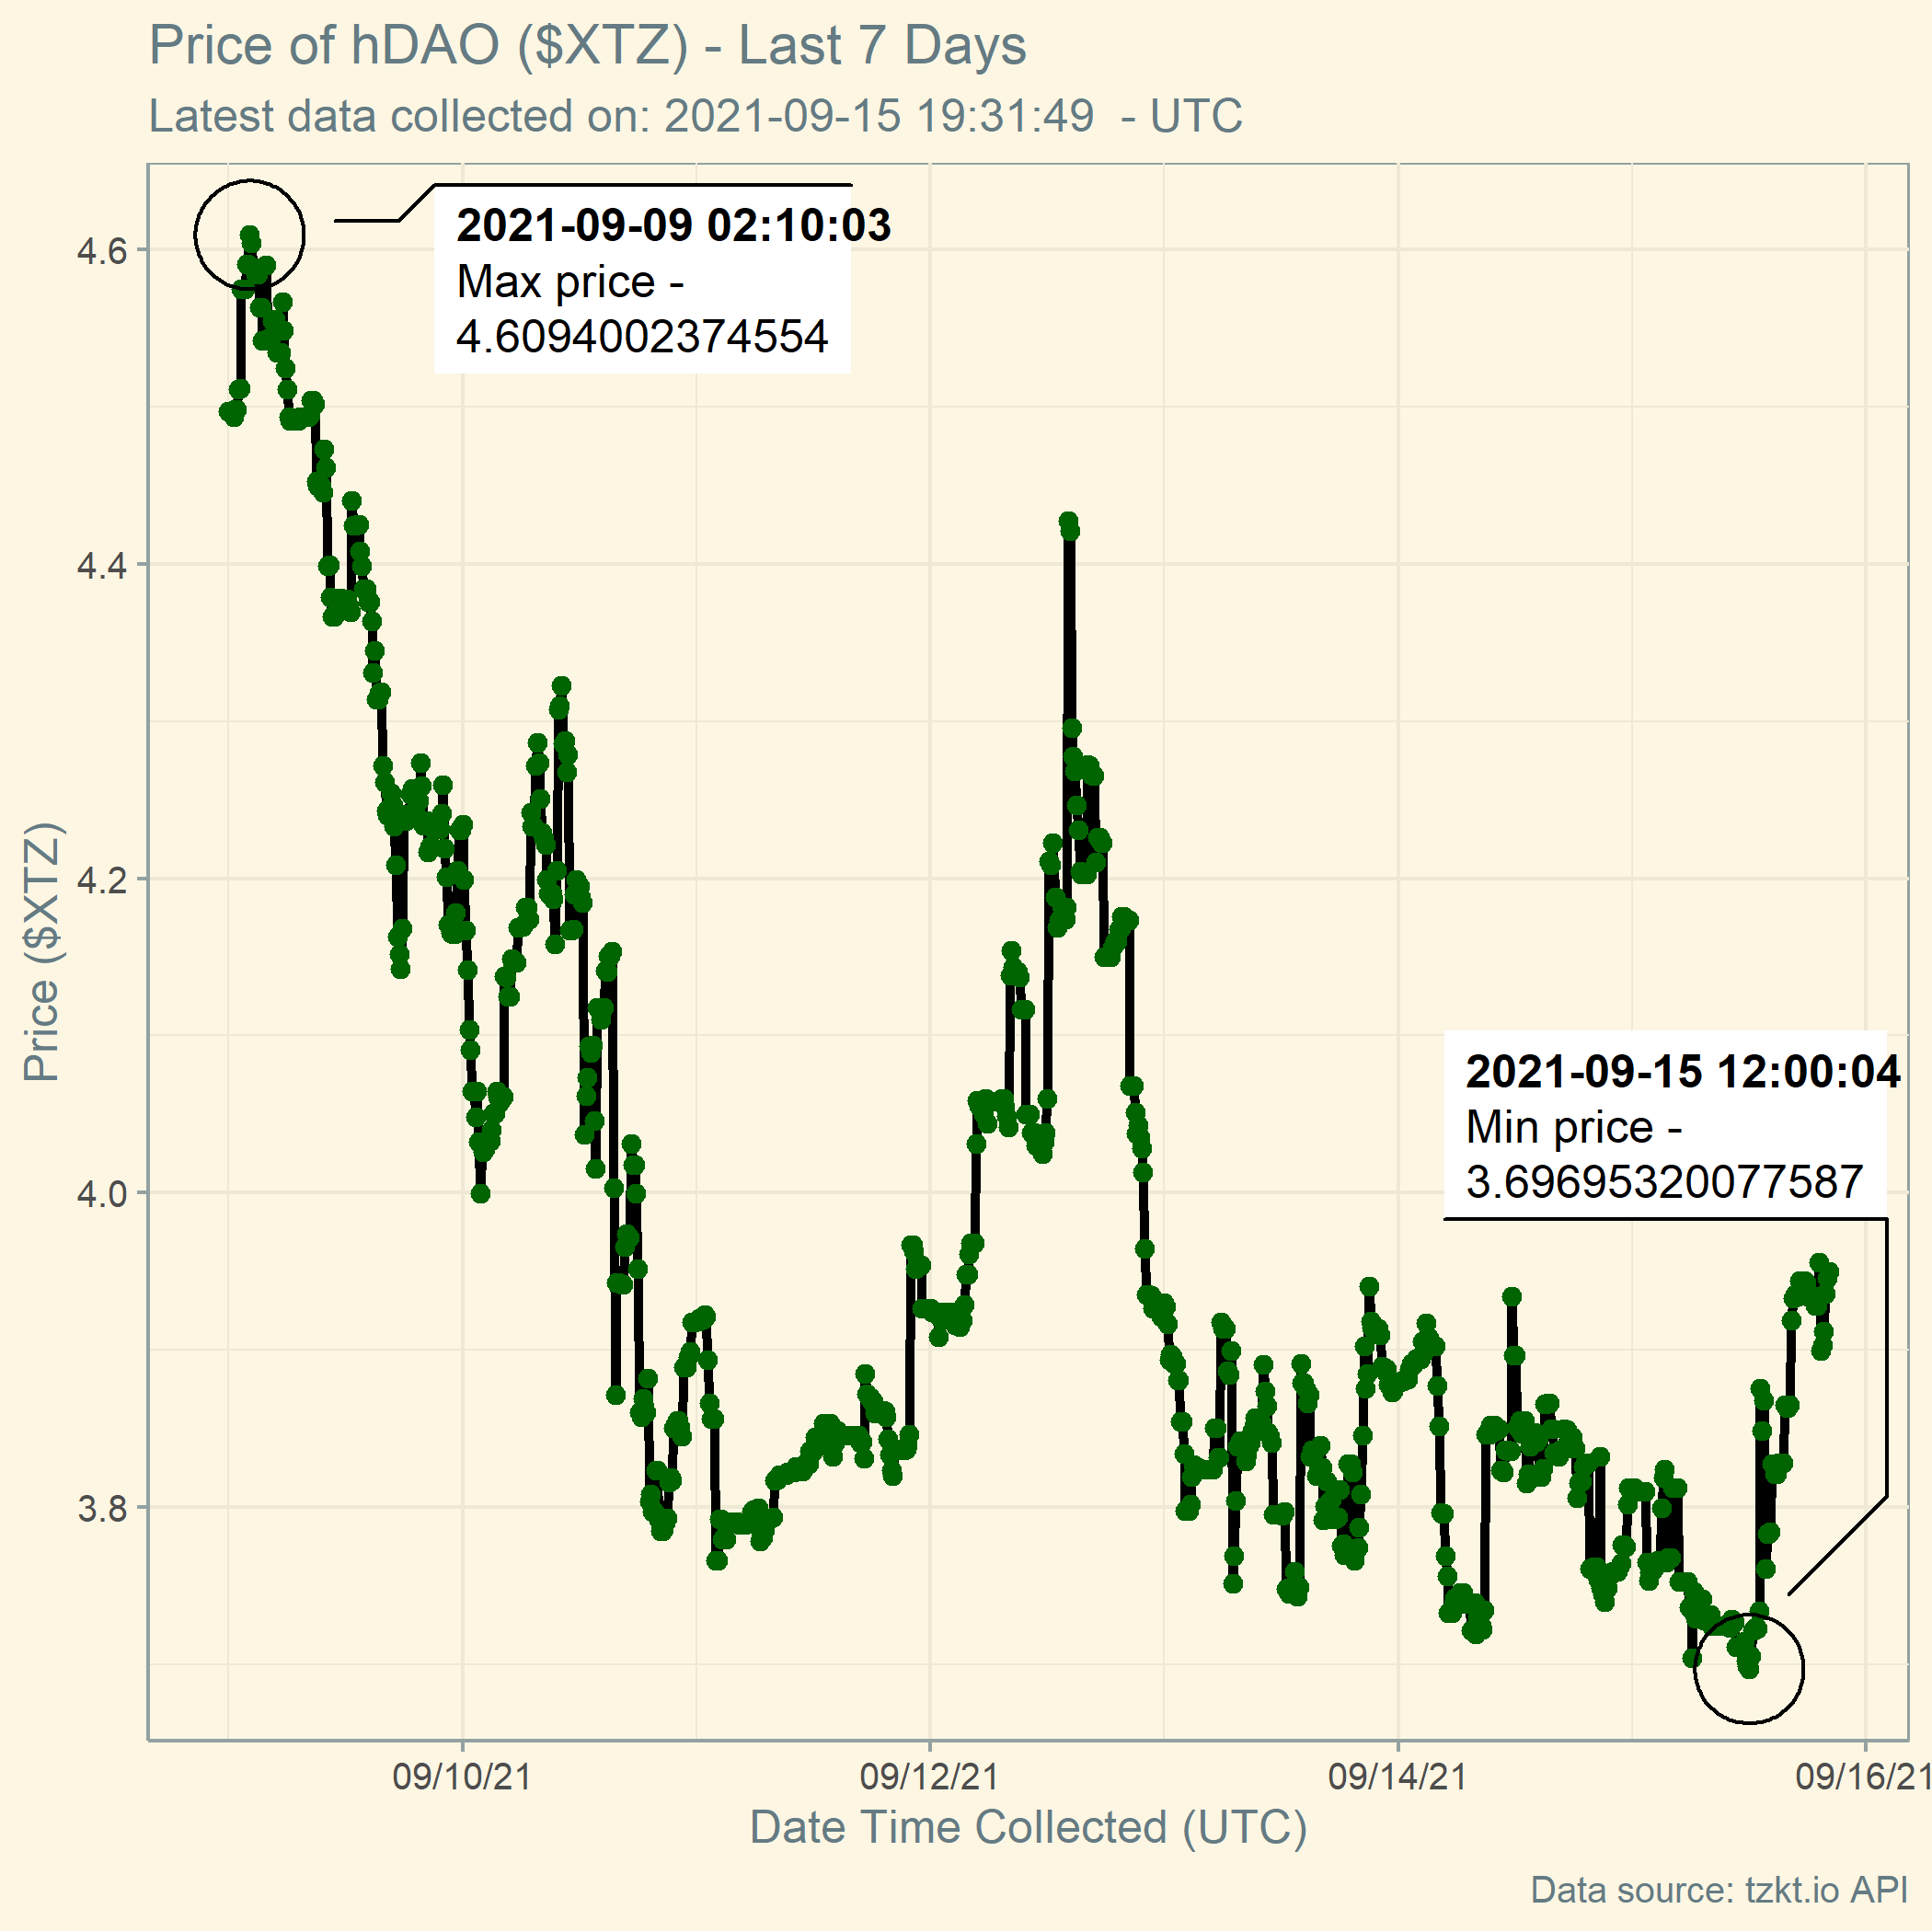 Price of hDAO ($XTZ) - Last 7 Days
Latest data collected on: 2021-09-15 19:31:49  - UTC
2021-09-09 02:10:03
Max price -
4.6094002374554
2021-09-15 12:00:04
Min price -
3.69695320077587
Price ($XTZ)
4.6
4.4
4.2
4.0
3.8
09/10/21
09/12/21
09/14/21
09/16/21
Date Time Collected (UTC)
Data source: tzkt.io API